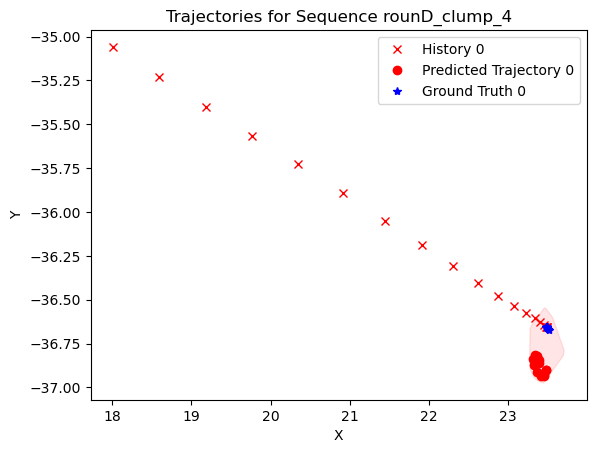 Trajectories for Sequence rounD_clump_4
History 0
Predicted Trajectory 0
Ground Truth 0
Y
−35.00
−35.25
−35.50
−35.75
−36.00
−36.25
−36.50
−36.75
−37.00
18 19 20 21 22 23
X